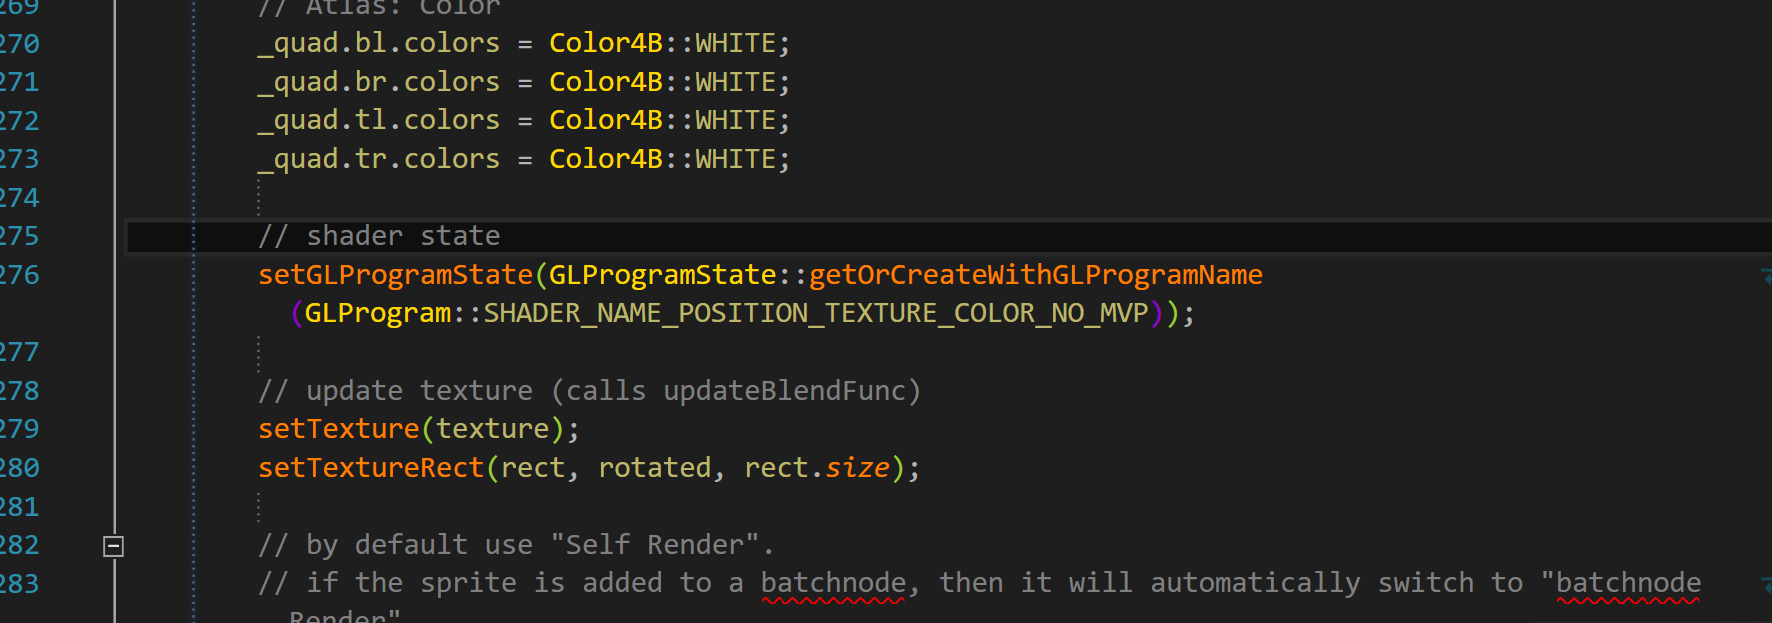 269 // Atlas: Color
270 _quad.bl.colors = Color4B::WHITE;
271 _quad.br.colors = Color4B::WHITE;
272 _quad.tl.colors = Color4B::WHITE;
273 _quad.tr.colors = Color4B::WHITE;
274
275 // shader state
276 setGLProgramState(GLProgramState::getOrCreateWithGLProgramName
(GLProgram::SHADER_NAME_POSITION_TEXTURE_COLOR_NO_MVP));
277
278 // update texture (calls updateBlendFunc)
279 setTexture(texture);
280 setTextureRect(rect, rotated, rect.size);
281
282 // by default use "Self Render".
283 // if the sprite is added to a batchnode, then it will automatically switch to "batchnode
Render"